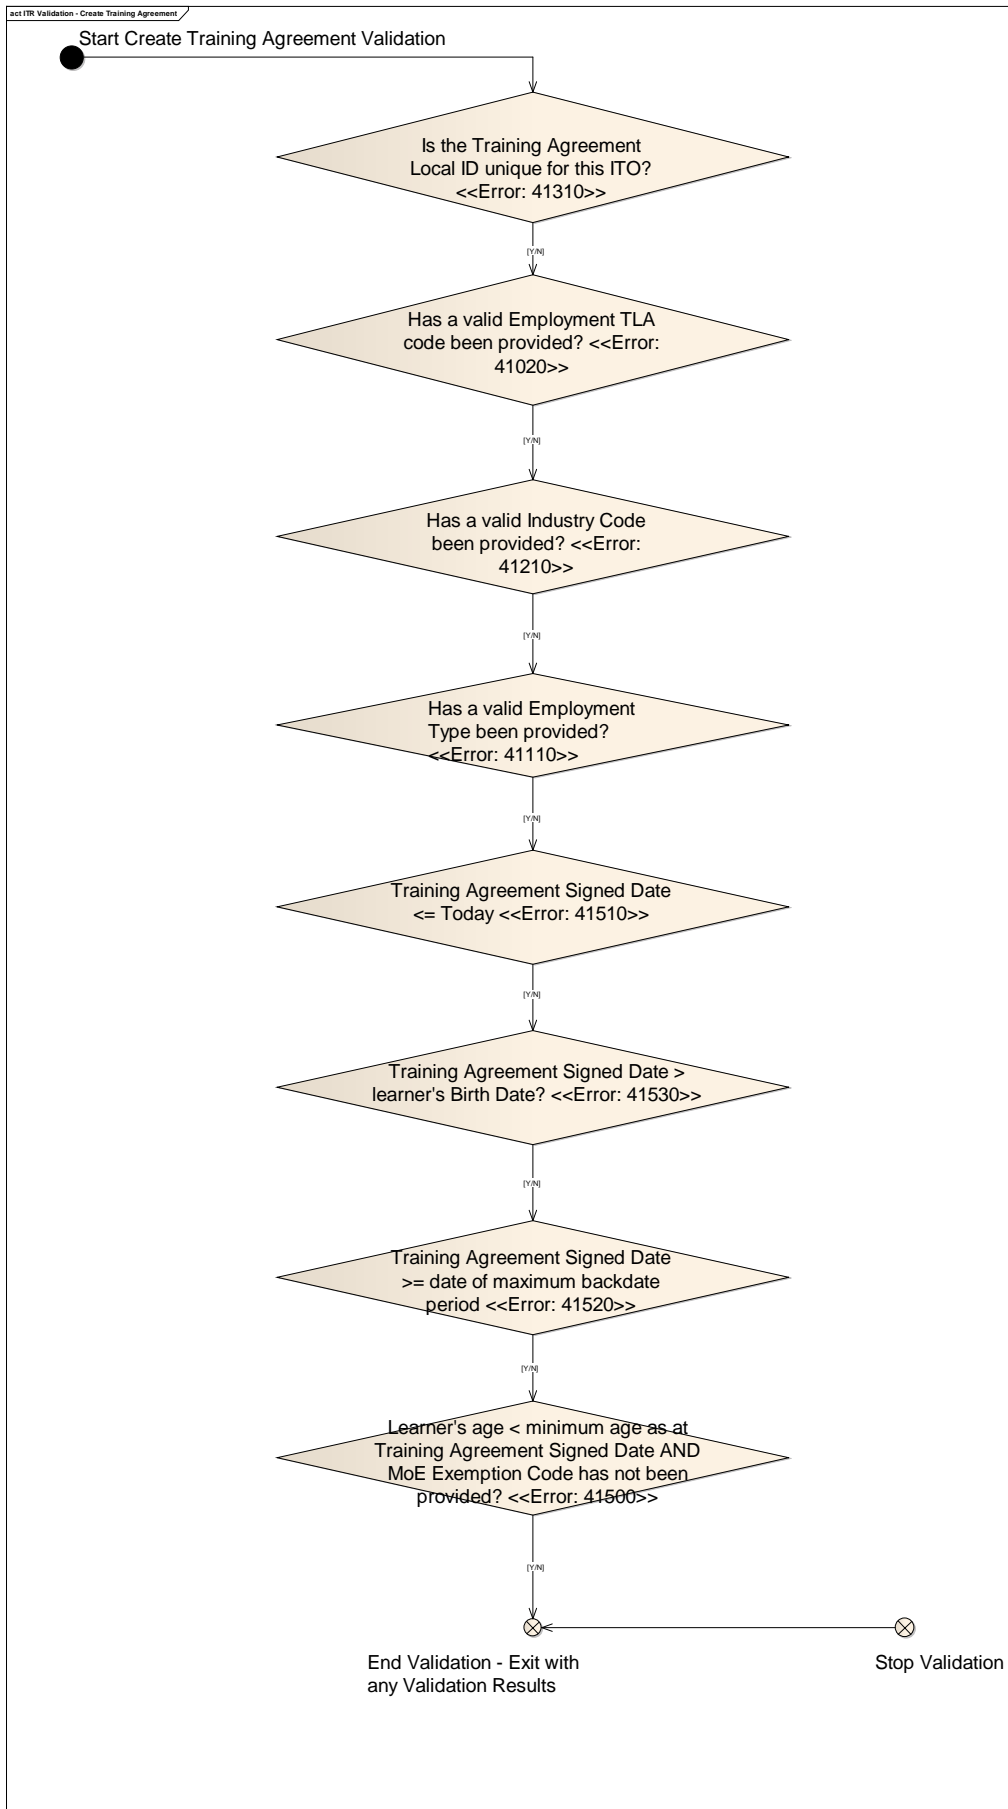 act ITR Validation - Create Training Agreement
Start Create Training Agreement Validation
Is the Training Agreement
Local ID unique for this ITO?
<<Error: 41310>>
[Y/N]
Has a valid Employment TLA
code been provided? <<Error:
41020>>
[Y/N]
Has a valid Industry Code
been provided? <<Error:
41210>>
[Y/N]
Has a valid Employment
Type been provided?
<<Error: 41110>>
[Y/N]
Training Agreement Signed Date
<= Today <<Error: 41510>>
[Y/N]
Training Agreement Signed Date >
learner's Birth Date? <<Error: 41530>>
[Y/N]
Training Agreement Signed Date
>= date of maximum backdate
period <<Error: 41520>>
[Y/N]
Learner's age < minimum age as at
Training Agreement Signed Date AND
MoE Exemption Code has not been
provided? <<Error: 41500>>
[Y/N]
End Validation - Exit with
any Validation Results
Stop Validation